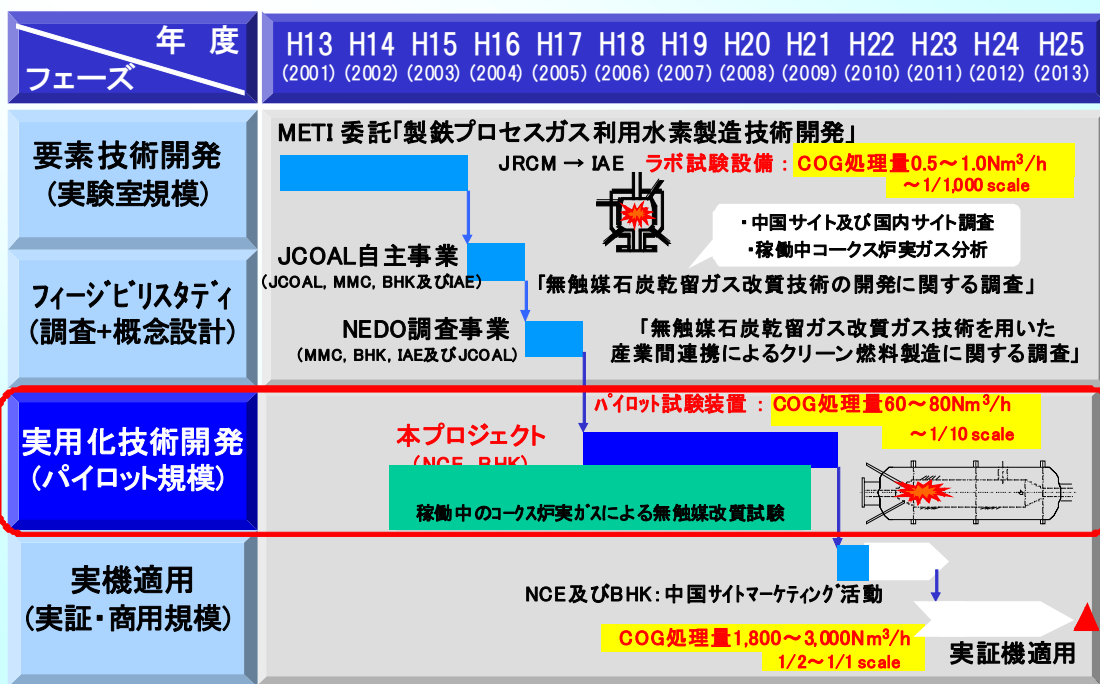 年 度
フェーズ
H13 H14 H15 H16 H17 H18 H19 H20 H21 H22 H23 H24 H25
(2001) (2002) (2003) (2004) (2005) (2006) (2007) (2008) (2009) (2010) (2011) (2012) (2013)
要素技術開発
(実験室規模)
METI 委託「製鉄プロセスガス利用水素製造技術開発」
JRCM → IAE
ラボ試験設備 : COG処理量0.5～1.0Nm³/h
～1/1,000 scale
・中国サイト及び国内サイト調査
・稼働中コークス炉実ガス分析
フィージビリスタディ
(調査+概念設計)
JCOAL自主事業
(JCOAL, MMC, BHK及びIAE)
「無触媒石炭乾留ガス改質技術の開発に関する調査」
NEDO調査事業
(MMC, BHK, IAE及びJCOAL)
「無触媒石炭乾留ガス改質ガス技術を用いた
産業間連携によるクリーン燃料製造に関する調査」
実用化技術開発
(パイロット規模)
パイロット試験装置 : COG処理量60～80Nm³/h
～1/10 scale
本プロジェクト
(NCE, BHK)
稼働中のコークス炉実ガスによる無触媒改質試験
実機適用
(実証・商用規模)
NCE及びBHK: 中国サイトマーケティング活動
COG処理量1,800～3,000Nm³/h
1/2～1/1 scale
実証機適用